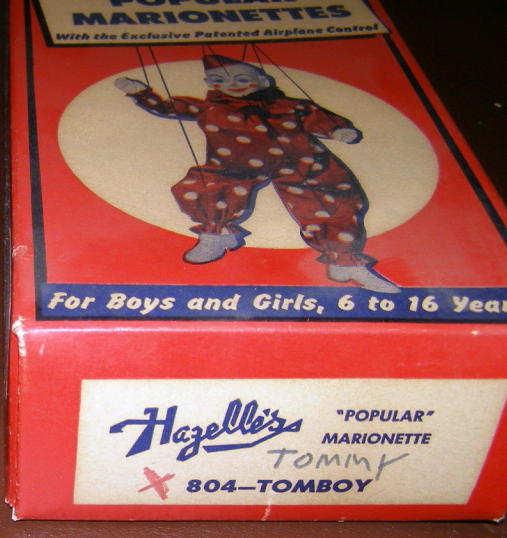 POPULAR
MARIONETTES
With the Exclusive Patented Airplane Control
For Boys and Girls, 6 to 16 Year
Hazelle's
"POPULAR"
MARIONETTE
TOMMY
X 804—TOMBOY